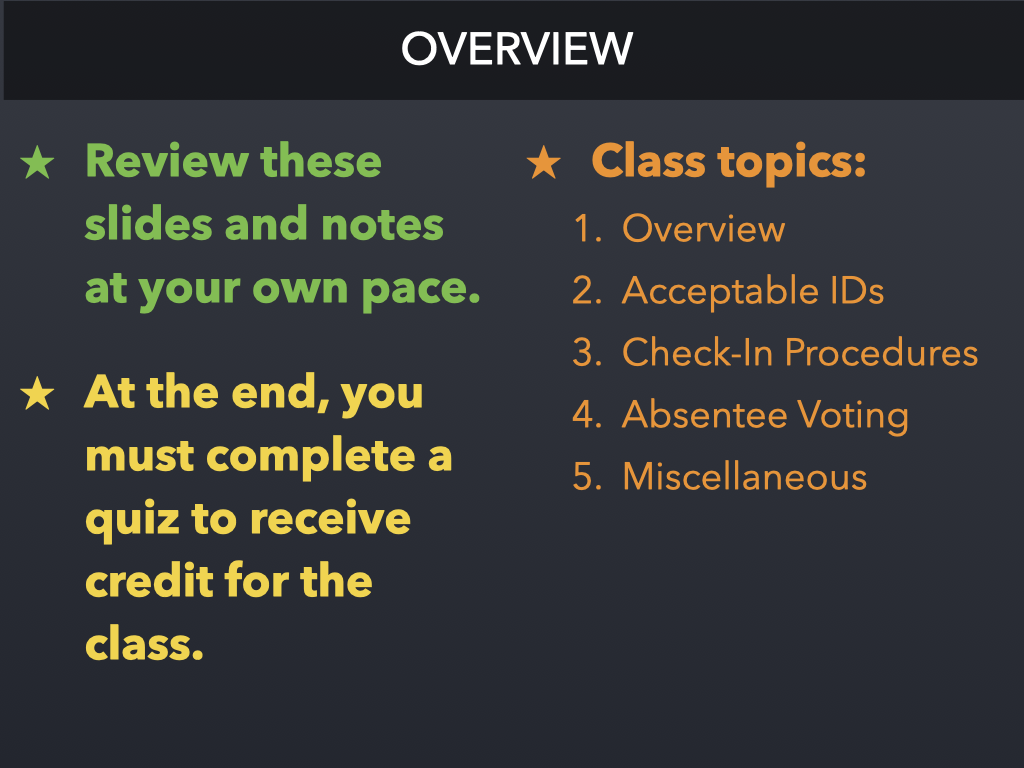 OVERVIEW
★ Review these
slides and notes
at your own pace.
★ At the end, you
must complete a
quiz to receive
credit for the
class.
★ Class topics:
1. Overview
2. Acceptable IDs
3. Check-In Procedures
4. Absentee Voting
5. Miscellaneous